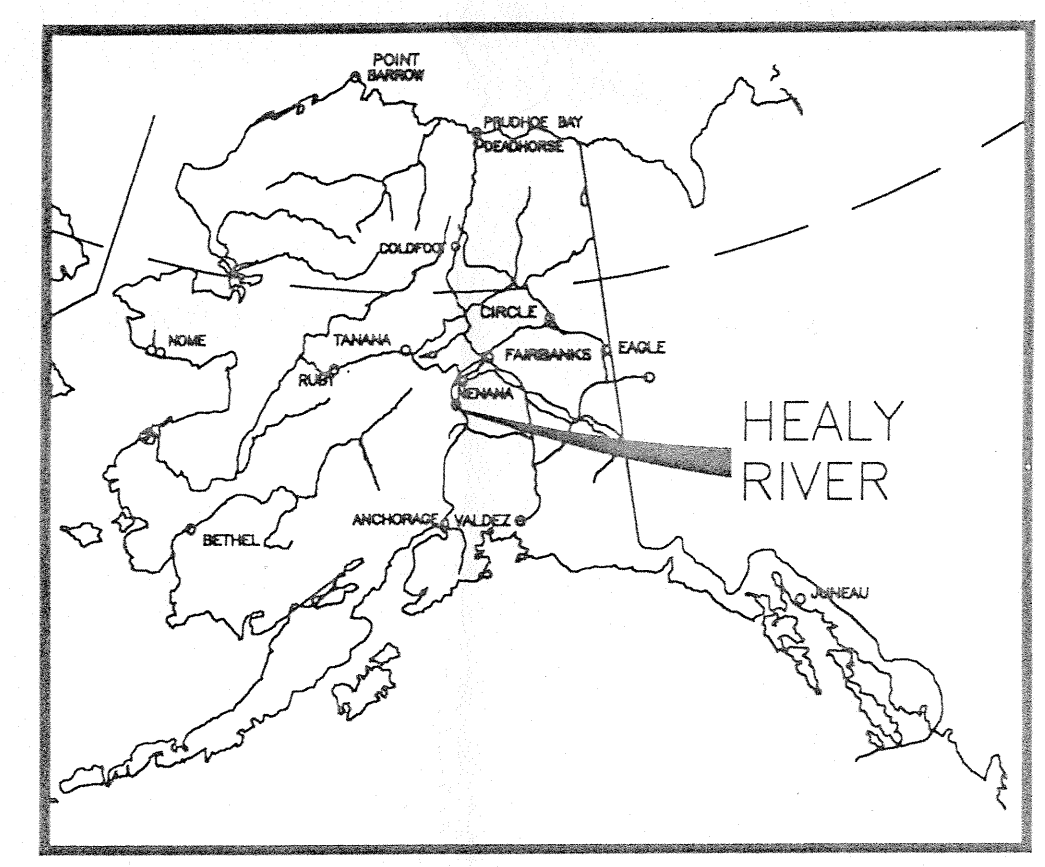 POINT
BARROW
PRUDHOE BAY
DEADHORSE
COLDFOOT
CIRCLE
NOME
TANANA
FAIRBANKS
EAGLE
RUBY
NENANA
HEALY
RIVER
ANCHORAGE
VALDEZ
BETHEL
JUNEAU